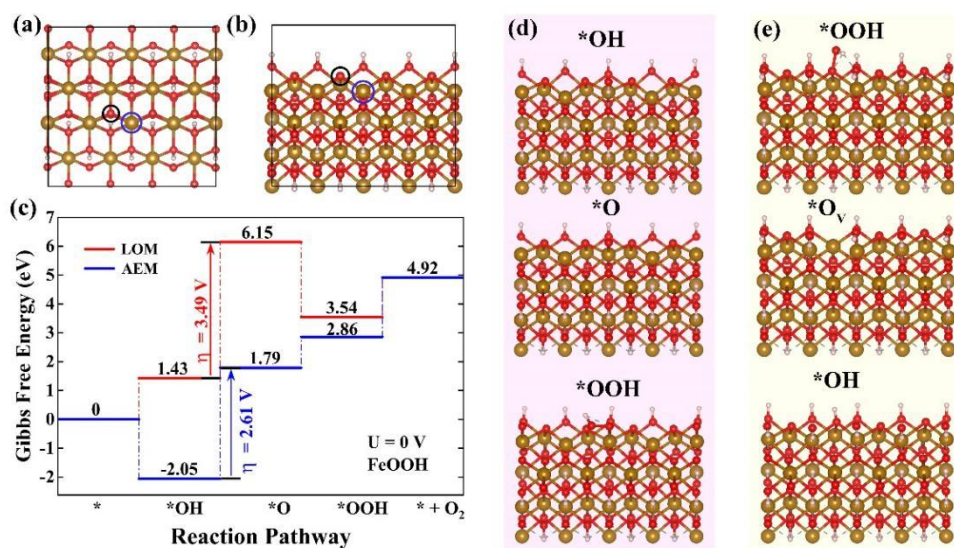 (a)
(b)
(c)
Gibbs Free Energy (eV)
7
6
5
4
3
2
1
0
-1
-2
LOM
AEM
0
1.43
-2.05
6.15
1.79
3.54
2.86
4.92
η = 3.49 V
η = 2.61 V
U = 0 V
FeOOH
* *OH *O *OOH * + O₂
Reaction Pathway
(d)
*OH
*O
*OOH
(e)
*OOH
*Oᵥ
*OH